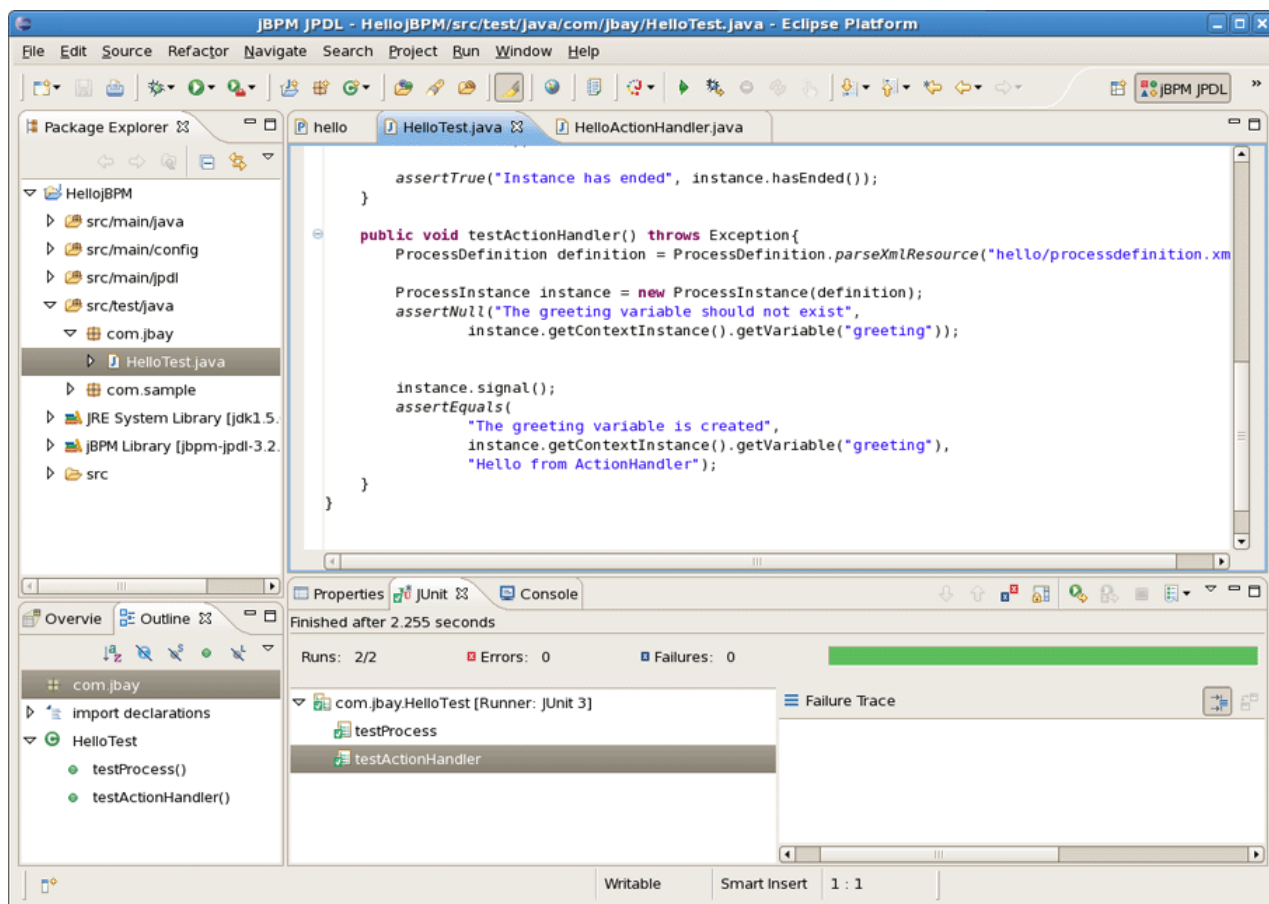 jBPM JPDL - HellojBPM/src/test/java/com/jbay/HelloTest.java - Eclipse Platform
File Edit Source Refactor Navigate Search Project Run Window Help
jBPM JPDL
Package Explorer
HellojBPM
src/main/java
src/main/config
src/main/jpdl
src/test/java
com.jbay
HelloTest.java
com.sample
JRE System Library [jdk1.5.
jBPM Library [jbpm-jpdl-3.2.
src
hello HelloTest.java HelloActionHandler.java
assertTrue("Instance has ended", instance.hasEnded());
}
public void testActionHandler() throws Exception{
ProcessDefinition definition = ProcessDefinition.parseXmlResource("hello/processdefinition.xm
ProcessInstance instance = new ProcessInstance(definition);
assertNull("The greeting variable should not exist",
instance.getContextInstance().getVariable("greeting"));
instance.signal();
assertEquals(
"The greeting variable is created",
instance.getContextInstance().getVariable("greeting"),
"Hello from ActionHandler");
}
}
Overvie Outline
com.jbay
import declarations
HelloTest
testProcess()
testActionHandler()
Properties JUnit Console
Finished after 2.255 seconds
Runs: 2/2 Errors: 0 Failures: 0
com.jbay.HelloTest [Runner: JUnit 3]
testProcess
testActionHandler
Failure Trace
Writable Smart Insert 1 : 1